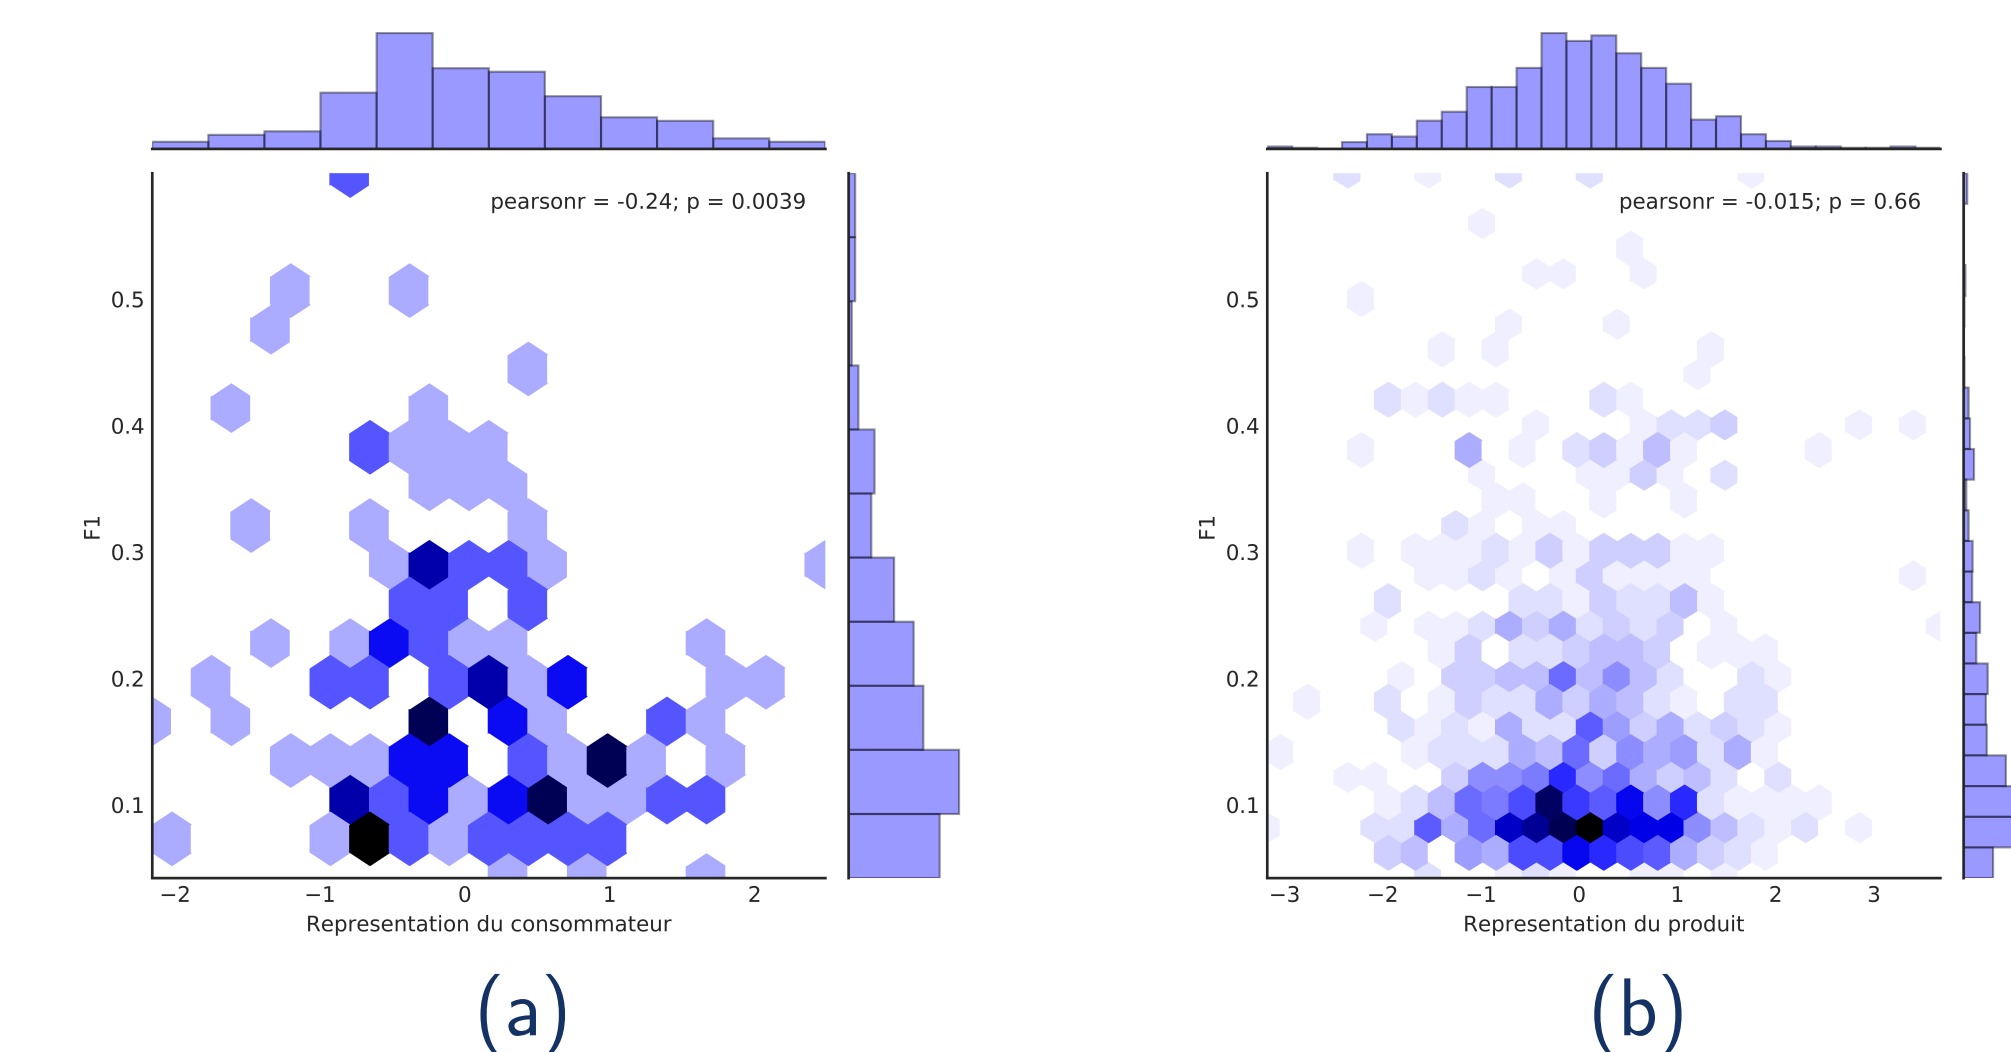 pearsonr = -0.24; p = 0.0039
F1
0.5
0.4
0.3
0.2
0.1
−2 −1 0 1 2
Representation du consommateur
(a)
pearsonr = -0.015; p = 0.66
F1
0.5
0.4
0.3
0.2
0.1
−3 −2 −1 0 1 2 3
Representation du produit
(b)